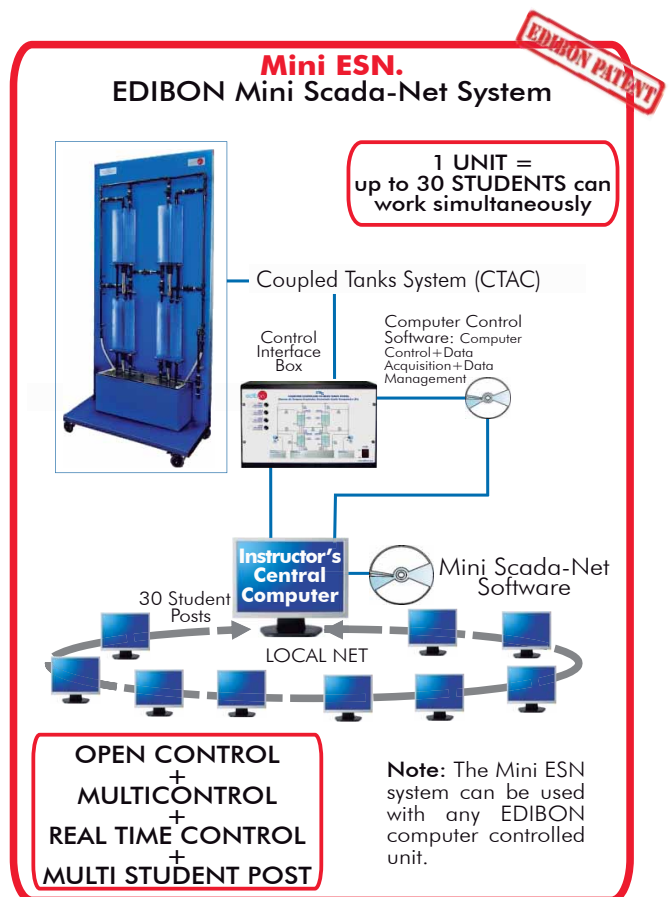 EDIBON PATENT
Mini ESN.
EDIBON Mini Scada-Net System
1 UNIT =
up to 30 STUDENTS can
work simultaneously
Coupled Tanks System (CTAC)
Control
Interface
Box
Computer Control
Software: Computer
Control+Data
Acquisition+Data
Management
Instructor's
Central
Computer
Mini Scada-Net
Software
30 Student
Posts
LOCAL NET
OPEN CONTROL
+
MULTICONTROL
+
REAL TIME CONTROL
+
MULTI STUDENT POST
Note: The Mini ESN
system can be used
with any EDIBON
computer controlled
unit.